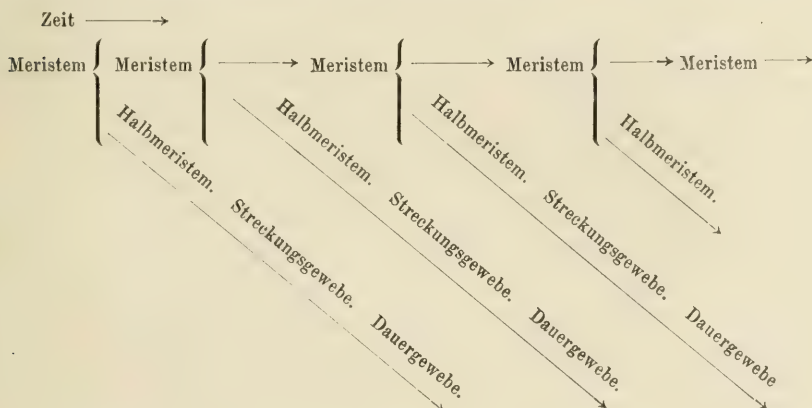 Zeit
Meristem Meristem Meristem Meristem Meristem
Halbmeristem. Streckungsgewebe. Dauergewebe.
Halbmeristem. Streckungsgewebe. Dauergewebe.
Halbmeristem. Streckungsgewebe. Dauergewebe
Halbmeristem.